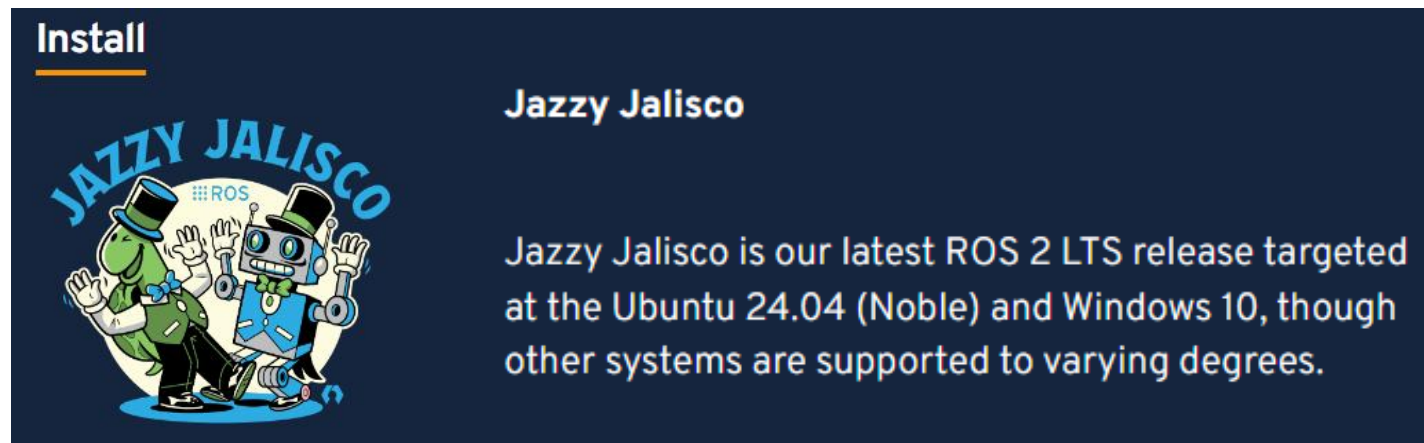 Install
JAZZY JALISCO
ROS
Jazzy Jalisco
Jazzy Jalisco is our latest ROS 2 LTS release targeted
at the Ubuntu 24.04 (Noble) and Windows 10, though
other systems are supported to varying degrees.